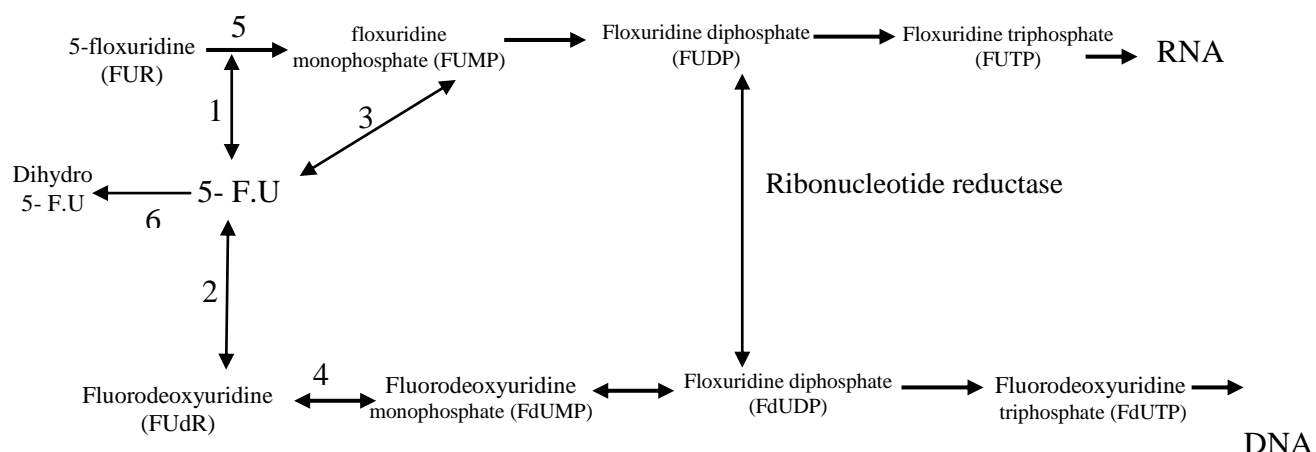 5
5-floxuridine
(FUR)
floxuridine
monophosphate (FUMP)
Floxuridine diphosphate
(FUDP)
Floxuridine triphosphate
(FUTP)
RNA
1
3
Dihydro
5- F.U
5- F.U
6
Ribonucleotide reductase
2
4
Fluorodeoxyuridine
(FUdR)
Fluorodeoxyuridine
monophosphate (FdUMP)
Floxuridine diphosphate
(FdUDP)
Fluorodeoxyuridine
triphosphate (FdUTP)
DNA